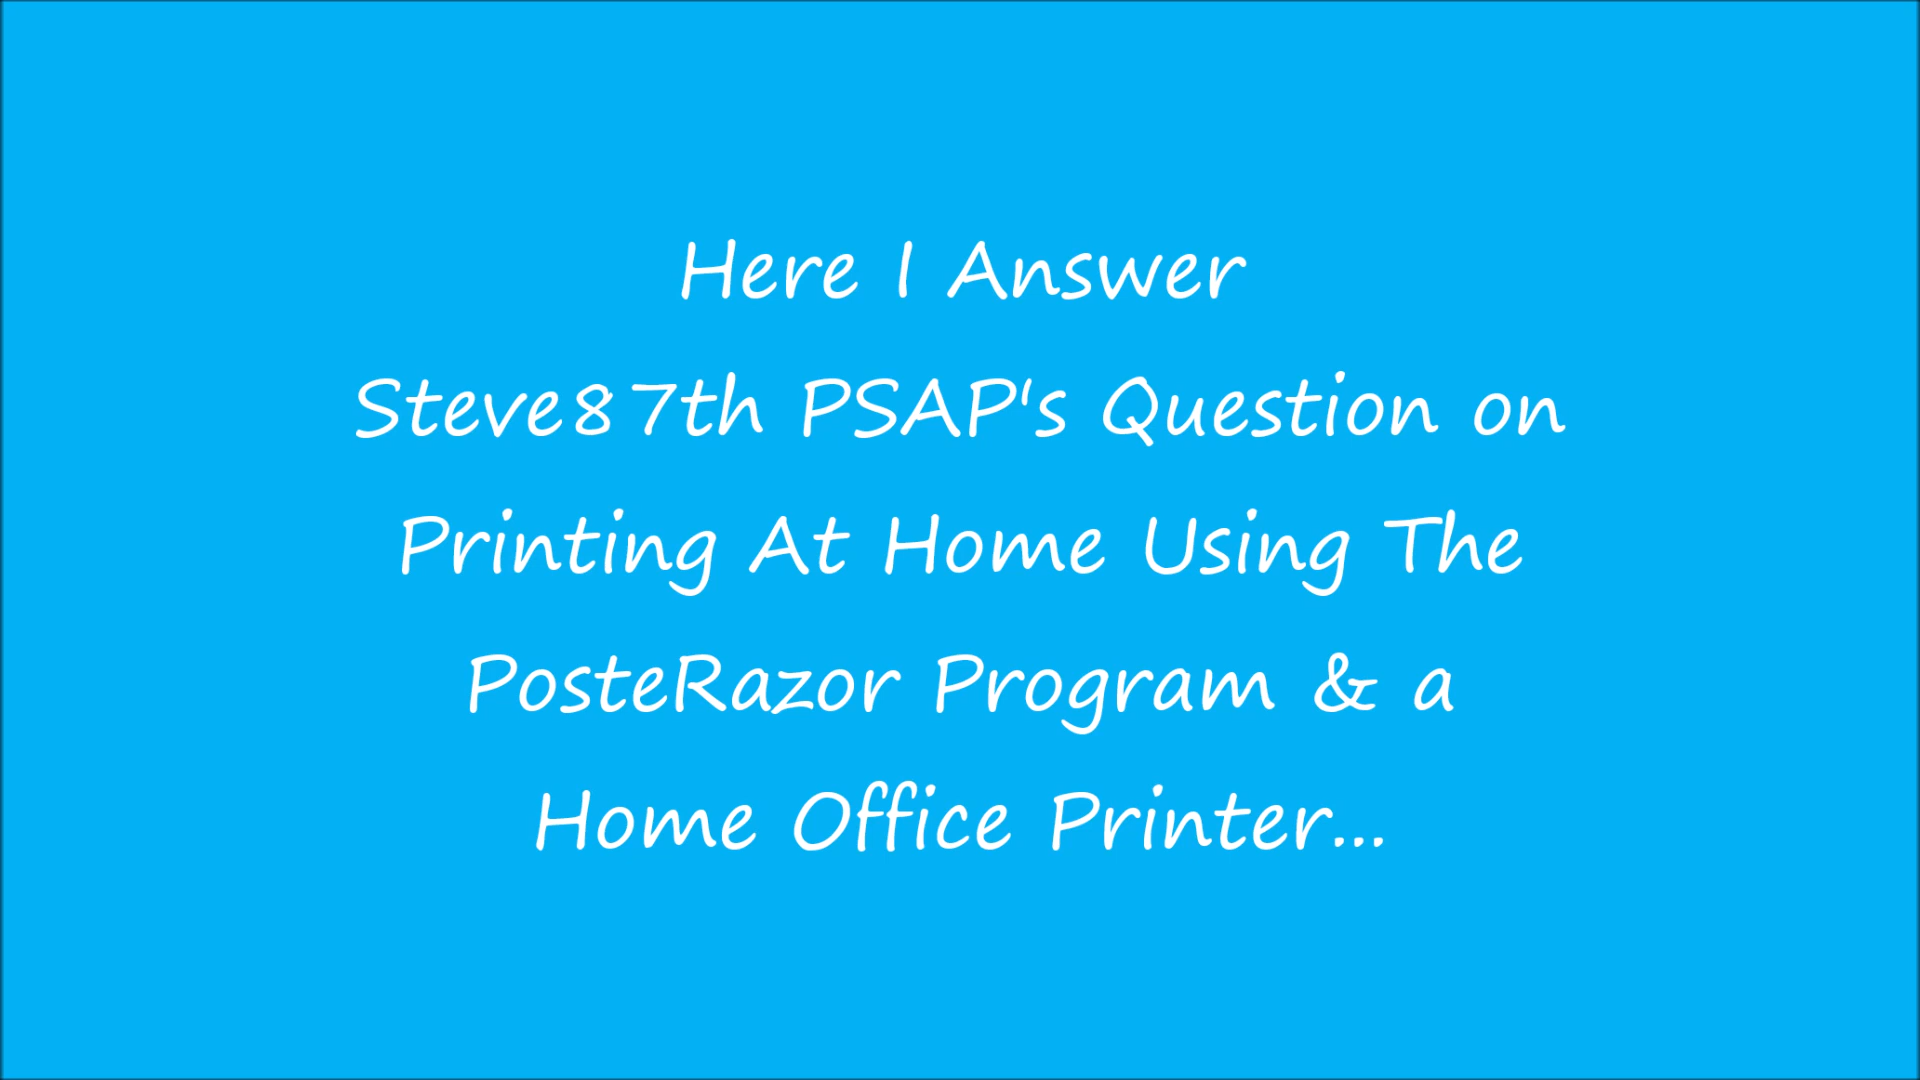 Here I Answer
Steve87th PSAP's Question on
Printing At Home Using The
PosteRazor Program & a
Home Office Printer...